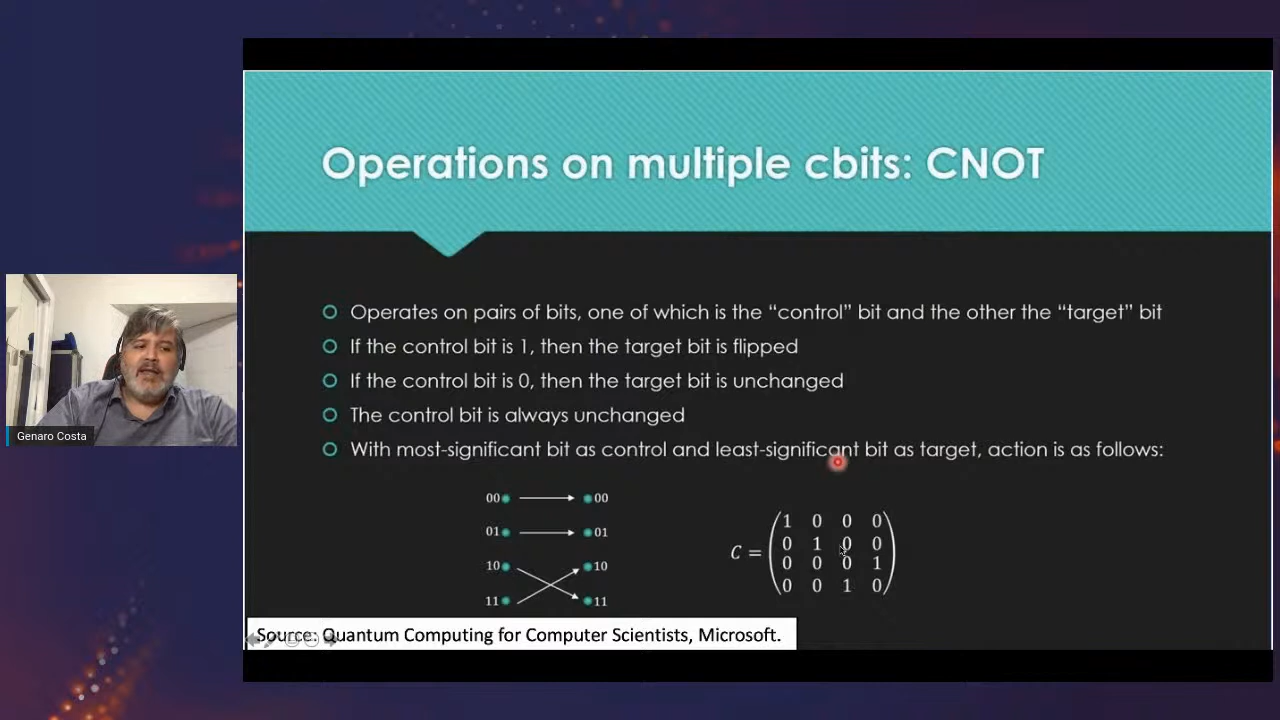 Operations on multiple cbits: CNOT
Operates on pairs of bits, one of which is the “control” bit and the other the “target” bit
If the control bit is 1, then the target bit is flipped
If the control bit is 0, then the target bit is unchanged
The control bit is always unchanged
With most-significant bit as control and least-significant bit as target, action is as follows:
00 00
01 01
10 10
11 11
C =
1 0 0 0
0 1 0 0
0 0 0 1
0 0 1 0
Source: Quantum Computing for Computer Scientists, Microsoft.
Genaro Costa